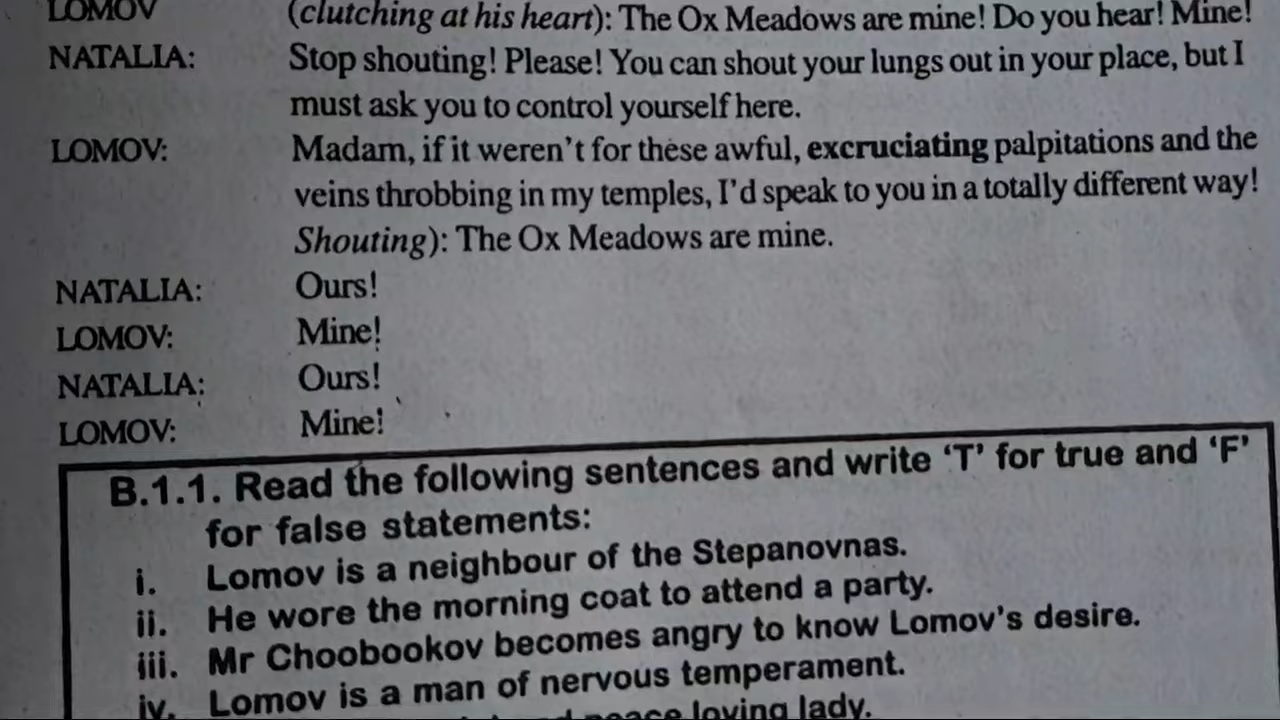 LOMOV (clutching at his heart): The Ox Meadows are mine! Do you hear! Mine!
NATALIA: Stop shouting! Please! You can shout your lungs out in your place, but I
must ask you to control yourself here.
LOMOV: Madam, if it weren't for these awful, excruciating palpitations and the
veins throbbing in my temples, I'd speak to you in a totally different way!
Shouting): The Ox Meadows are mine.
NATALIA: Ours!
LOMOV: Mine!
NATALIA: Ours!
LOMOV: Mine!
B.1.1. Read the following sentences and write 'T' for true and 'F'
for false statements:
i. Lomov is a neighbour of the Stepanovnas.
ii. He wore the morning coat to attend a party.
iii. Mr Choobookov becomes angry to know Lomov's desire.
iv. Lomov is a man of nervous temperament.
peace loving lady.